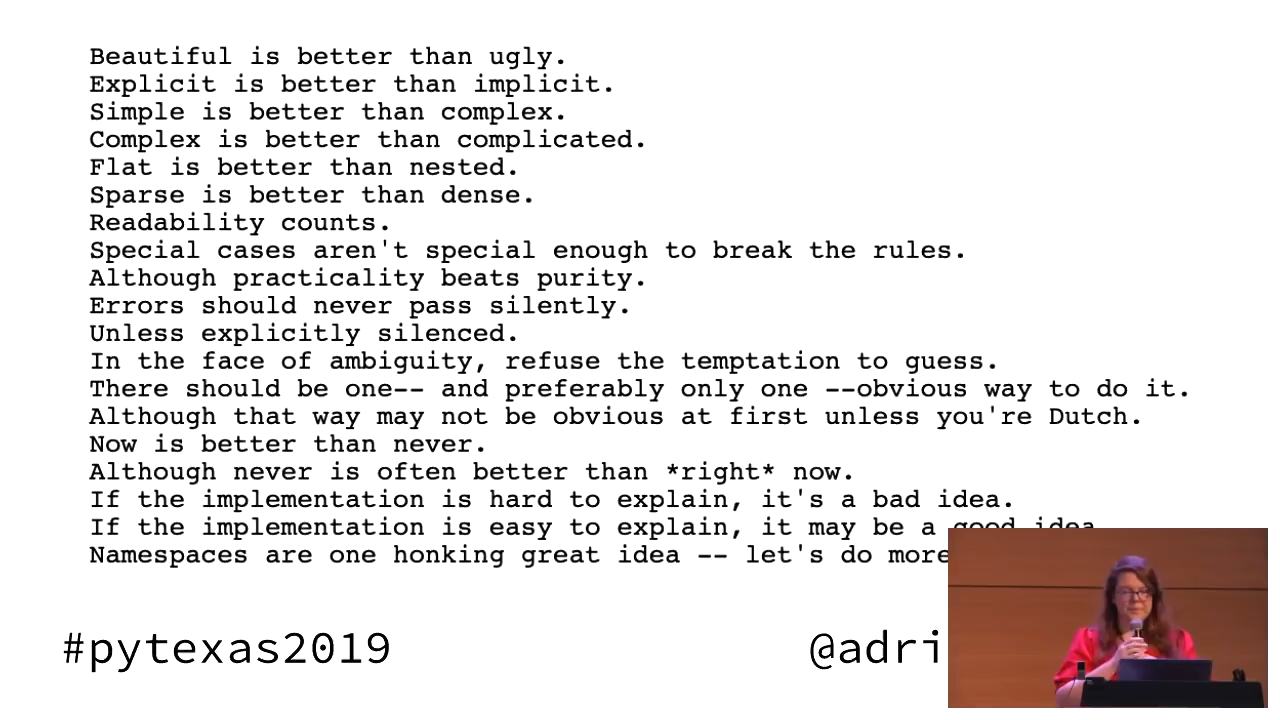 Beautiful is better than ugly.
Explicit is better than implicit.
Simple is better than complex.
Complex is better than complicated.
Flat is better than nested.
Sparse is better than dense.
Readability counts.
Special cases aren't special enough to break the rules.
Although practicality beats purity.
Errors should never pass silently.
Unless explicitly silenced.
In the face of ambiguity, refuse the temptation to guess.
There should be one-- and preferably only one --obvious way to do it.
Although that way may not be obvious at first unless you're Dutch.
Now is better than never.
Although never is often better than *right* now.
If the implementation is hard to explain, it's a bad idea.
If the implementation is easy to explain, it may be a good idea
Namespaces are one honking great idea -- let's do more
#pytexas2019
@adri